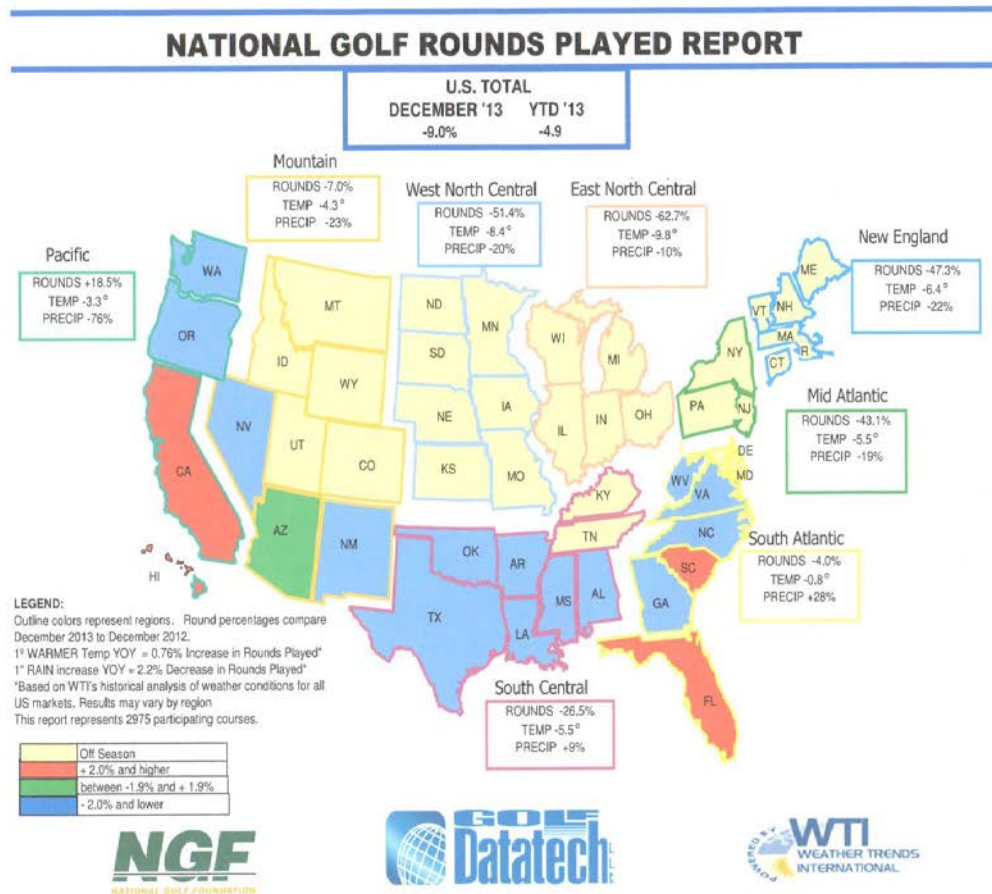 NATIONAL GOLF ROUNDS PLAYED REPORT
U.S. TOTAL
DECEMBER '13 YTD '13
-9.0% -4.9
Mountain
ROUNDS -7.0%
TEMP -4.3°
PRECIP -23%
West North Central
ROUNDS -51.4%
TEMP -8.4°
PRECIP -20%
East North Central
ROUNDS -62.7%
TEMP -9.8°
PRECIP -10%
New England
ROUNDS -47.3%
TEMP -6.4°
PRECIP -22%
Pacific
ROUNDS +18.5%
TEMP -3.3°
PRECIP -76%
Mid Atlantic
ROUNDS -43.1%
TEMP -5.5°
PRECIP -19%
South Atlantic
ROUNDS -4.0%
TEMP -0.8°
PRECIP +28%
South Central
ROUNDS -26.5%
TEMP -5.5°
PRECIP +9%
WA
OR
CA
HI
NV
AZ
ID
MT
WY
UT
CO
NM
ND
SD
NE
KS
MN
IA
MO
WI
MI
IL
IN
OH
KY
TN
OK
TX
AR
LA
MS
AL
GA
FL
SC
NC
VA
WV
DE
MD
PA
NJ
NY
VT
NH
ME
MA
R
CT
LEGEND:
Outline colors represent regions. Round percentages compare
December 2013 to December 2012.
1º WARMER Temp YOY = 0.76% Increase in Rounds Played*
1" RAIN increase YOY = 2.2% Decrease in Rounds Played*
*Based on WTI's historical analysis of weather conditions for all
US markets. Results may vary by region
This report represents 2975 participating courses.
Off Season
+ 2.0% and higher
between -1.9% and + 1.9%
- 2.0% and lower
NGF
NATIONAL GOLF FOUNDATION
GOLF
Datatech
LLC
POWERED BY
WTI
WEATHER TRENDS
INTERNATIONAL